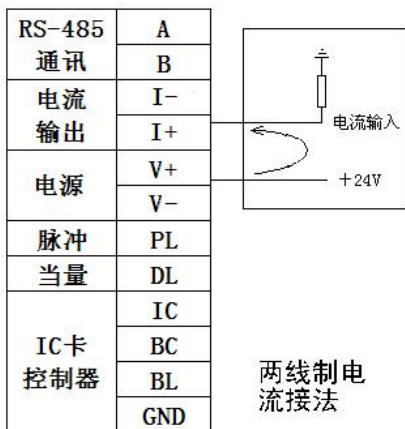 RS-485
通讯
A
B
电流
输出
I-
I+
电源
V+
V-
脉冲
PL
当量
DL
IC卡
控制器
IC
BC
BL
GND
电流输入
＋24V
两线制电
流接法